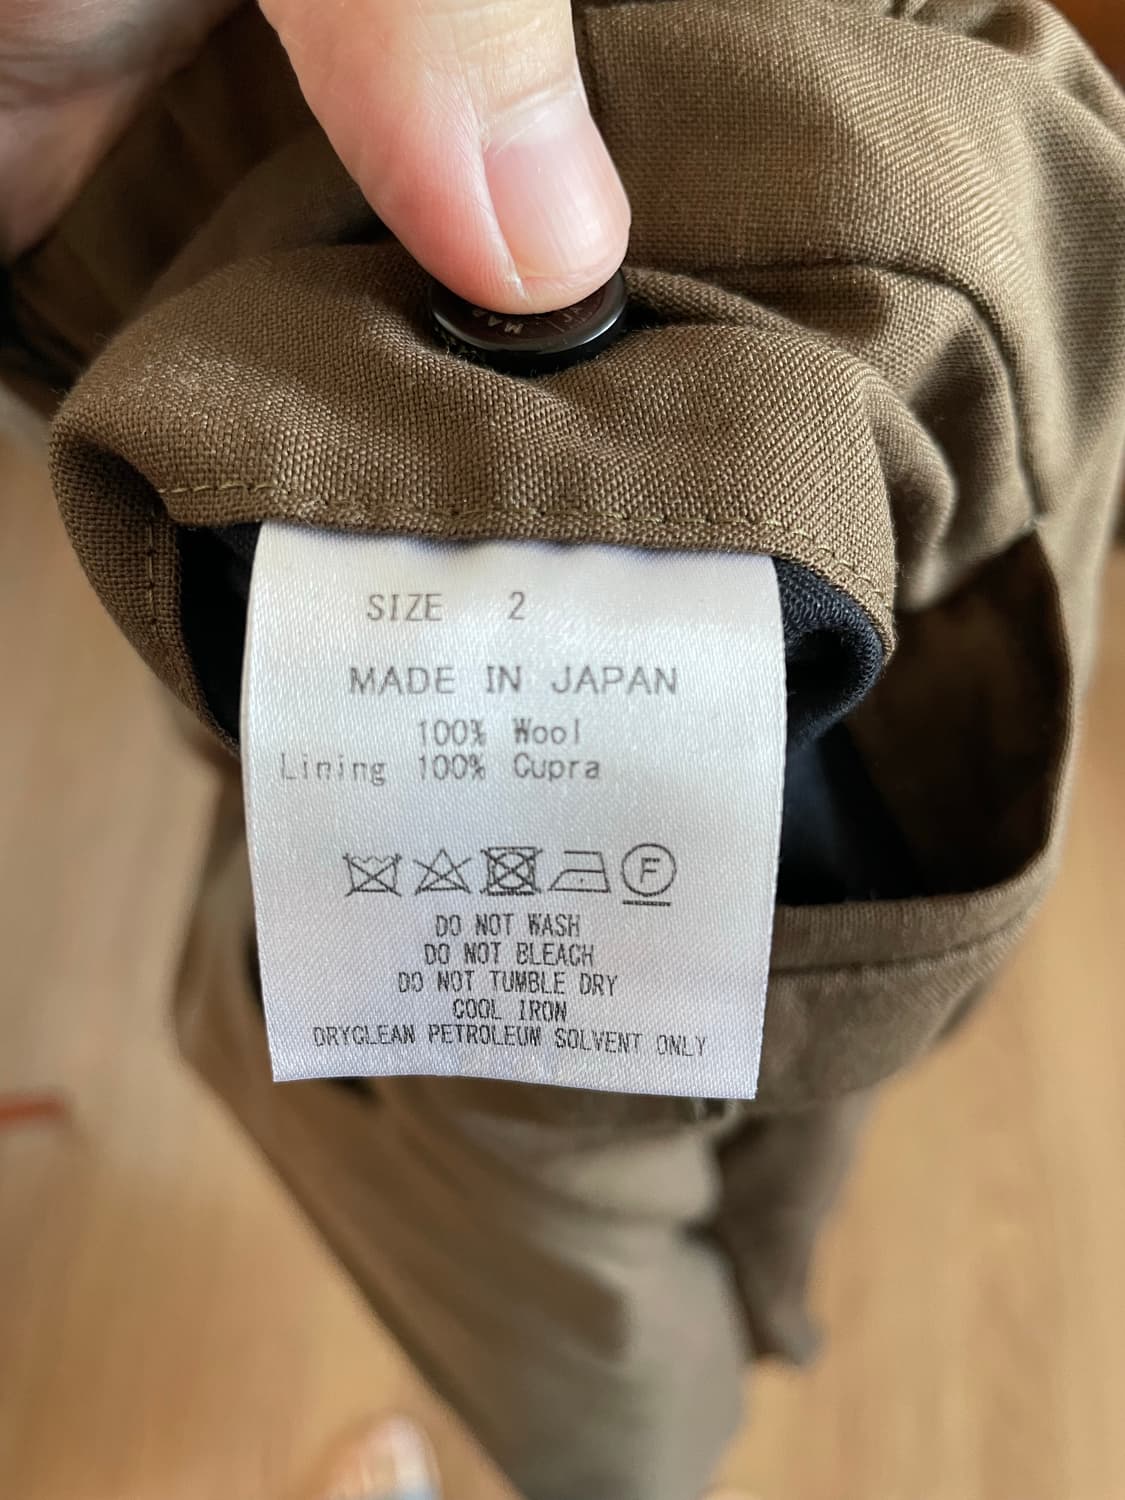 SIZE 2
MADE IN JAPAN
100% Wool
Lining 100% Cupra
F
DO NOT WASH
DO NOT BLEACH
DO NOT TUMBLE DRY
COOL IRON
DRYCLEAN PETROLEUM SOLVENT ONLY